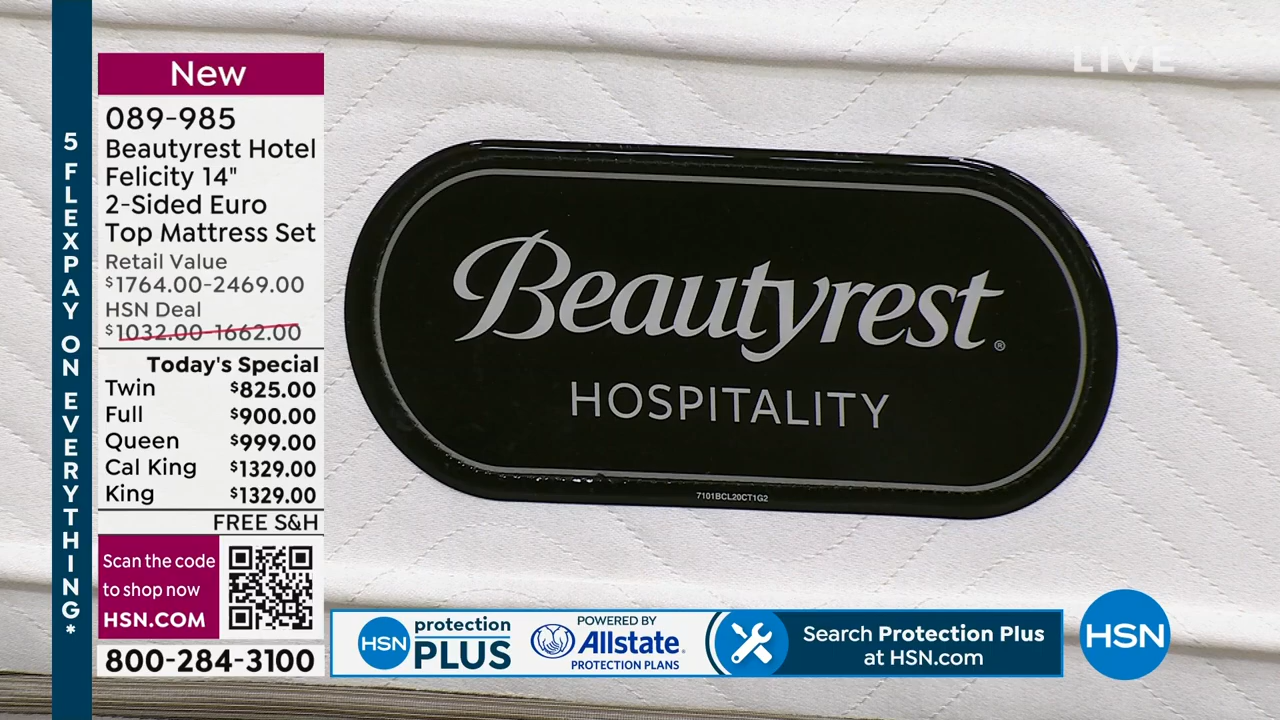 LIVE
5 FLEXPAY ON EVERYTHING*
New
089-985
Beautyrest Hotel
Felicity 14"
2-Sided Euro
Top Mattress Set
Retail Value
$1764.00-2469.00
HSN Deal
$1032.00-1662.00
Today's Special
Twin $825.00
Full $900.00
Queen $999.00
Cal King $1329.00
King $1329.00
FREE S&H
Scan the code
to shop now
HSN.COM
800-284-3100
Beautyrest®
HOSPITALITY
7101BCL20CT1G2
HSN protection PLUS
POWERED BY
Allstate®
PROTECTION PLANS
Search Protection Plus
at HSN.com
HSN